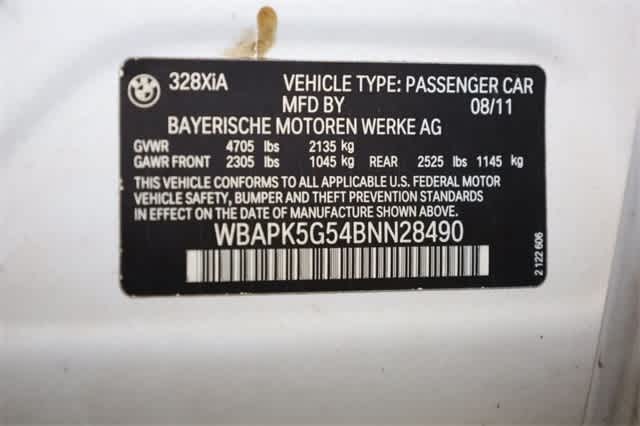 BMW
328XiA VEHICLE TYPE: PASSENGER CAR
MFD BY 08/11
BAYERISCHE MOTOREN WERKE AG
GVWR 4705 lbs 2135 kg
GAWR FRONT 2305 lbs 1045 kg REAR 2525 lbs 1145 kg
THIS VEHICLE CONFORMS TO ALL APPLICABLE U.S. FEDERAL MOTOR
VEHICLE SAFETY, BUMPER AND THEFT PREVENTION STANDARDS
IN EFFECT ON THE DATE OF MANUFACTURE SHOWN ABOVE.
WBAPK5G54BNN28490
2 122 606